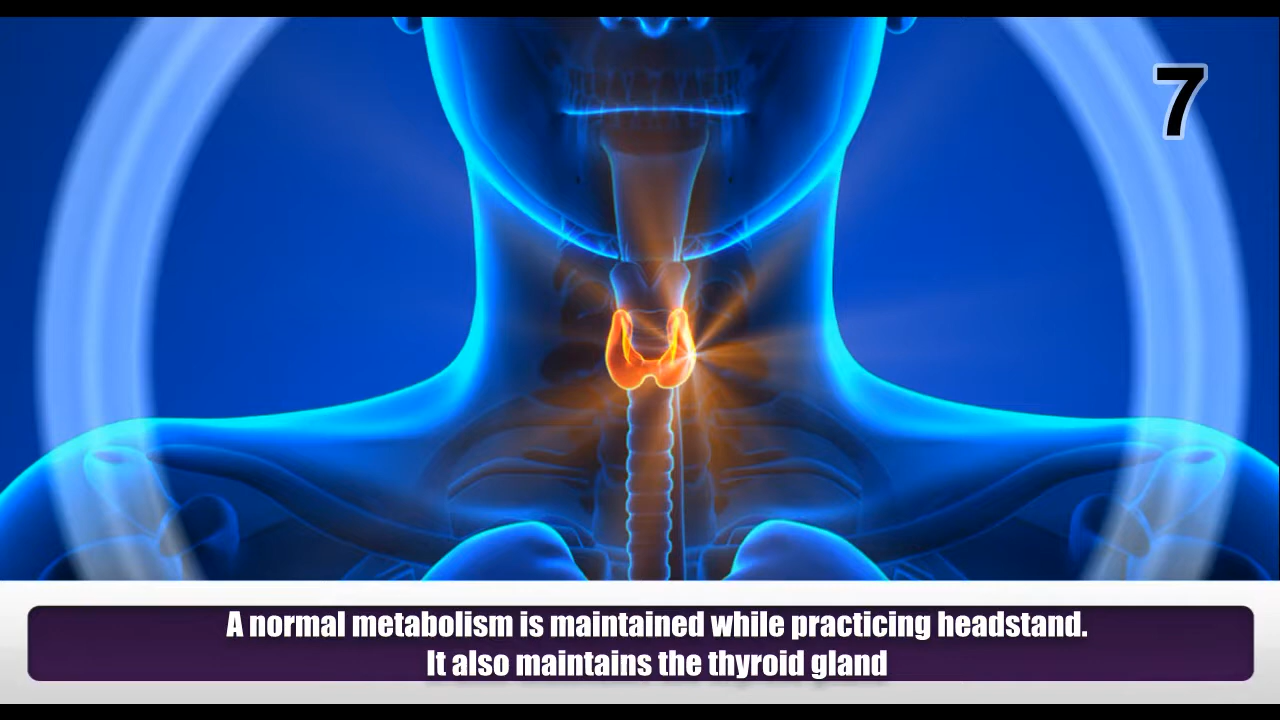 7
A normal metabolism is maintained while practicing headstand.
It also maintains the thyroid gland